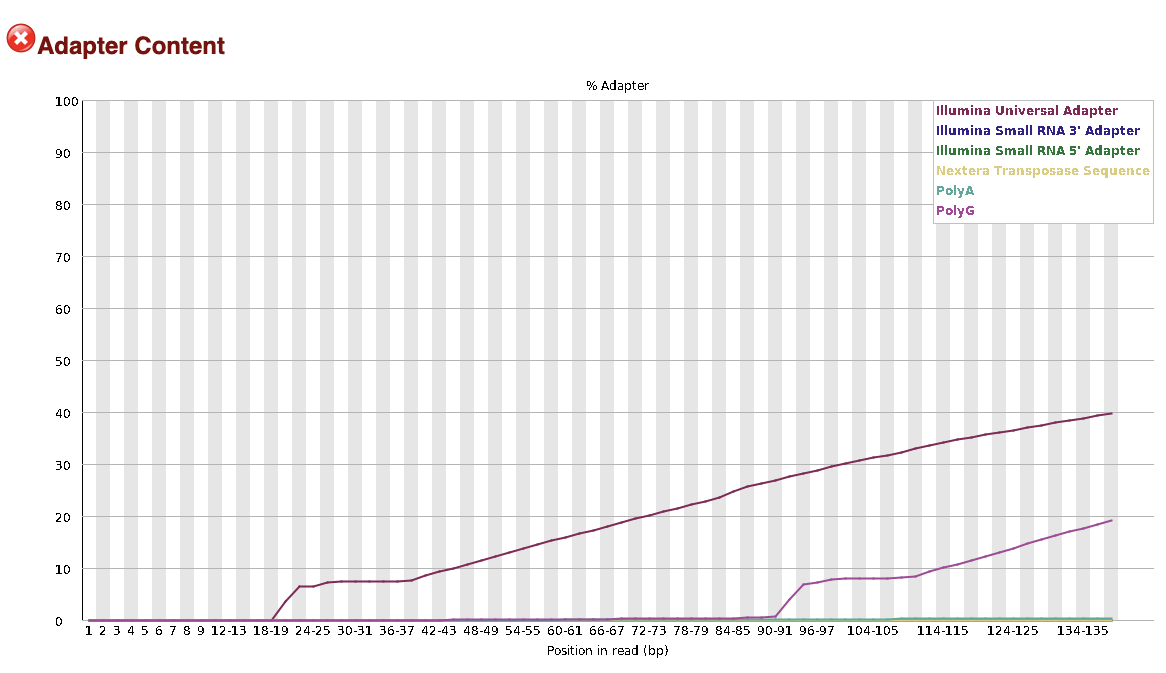 Adapter Content
% Adapter
100
90
80
70
60
50
40
30
20
10
0
Illumina Universal Adapter
Illumina Small RNA 3' Adapter
Illumina Small RNA 5' Adapter
Nextera Transposase Sequence
PolyA
PolyG
1 2 3 4 5 6 7 8 9 12-13 18-19 24-25 30-31 36-37 42-43 48-49 54-55 60-61 66-67 72-73 78-79 84-85 90-91 96-97 104-105 114-115 124-125 134-135
Position in read (bp)